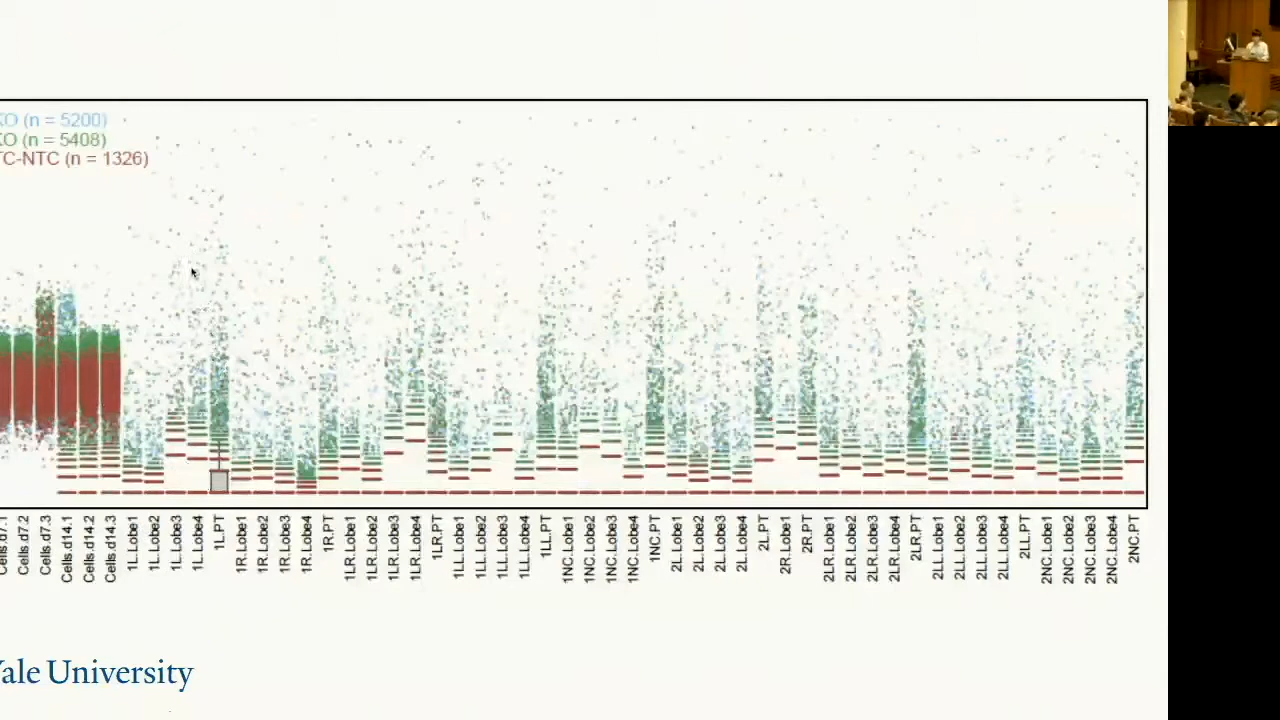 KO (n = 5200)
KO (n = 5408)
TC-NTC (n = 1326)
Cells.d7.1
Cells.d7.2
Cells.d7.3
Cells.d14.1
Cells.d14.2
Cells.d14.3
1L.Lobe1
1L.Lobe2
1L.Lobe3
1L.Lobe4
1L.PT
1R.Lobe1
1R.Lobe2
1R.Lobe3
1R.Lobe4
1R.PT
1LR.Lobe1
1LR.Lobe2
1LR.Lobe3
1LR.Lobe4
1LR.PT
1LL.Lobe1
1LL.Lobe2
1LL.Lobe3
1LL.Lobe4
1LL.PT
1NC.Lobe1
1NC.Lobe2
1NC.Lobe3
1NC.Lobe4
1NC.PT
2L.Lobe1
2L.Lobe2
2L.Lobe3
2L.Lobe4
2L.PT
2R.Lobe1
2R.PT
2LR.Lobe1
2LR.Lobe2
2LR.Lobe3
2LR.Lobe4
2LR.PT
2LL.Lobe1
2LL.Lobe2
2LL.Lobe3
2LL.Lobe4
2LL.PT
2NC.Lobe1
2NC.Lobe2
2NC.Lobe3
2NC.Lobe4
2NC.PT
Yale University